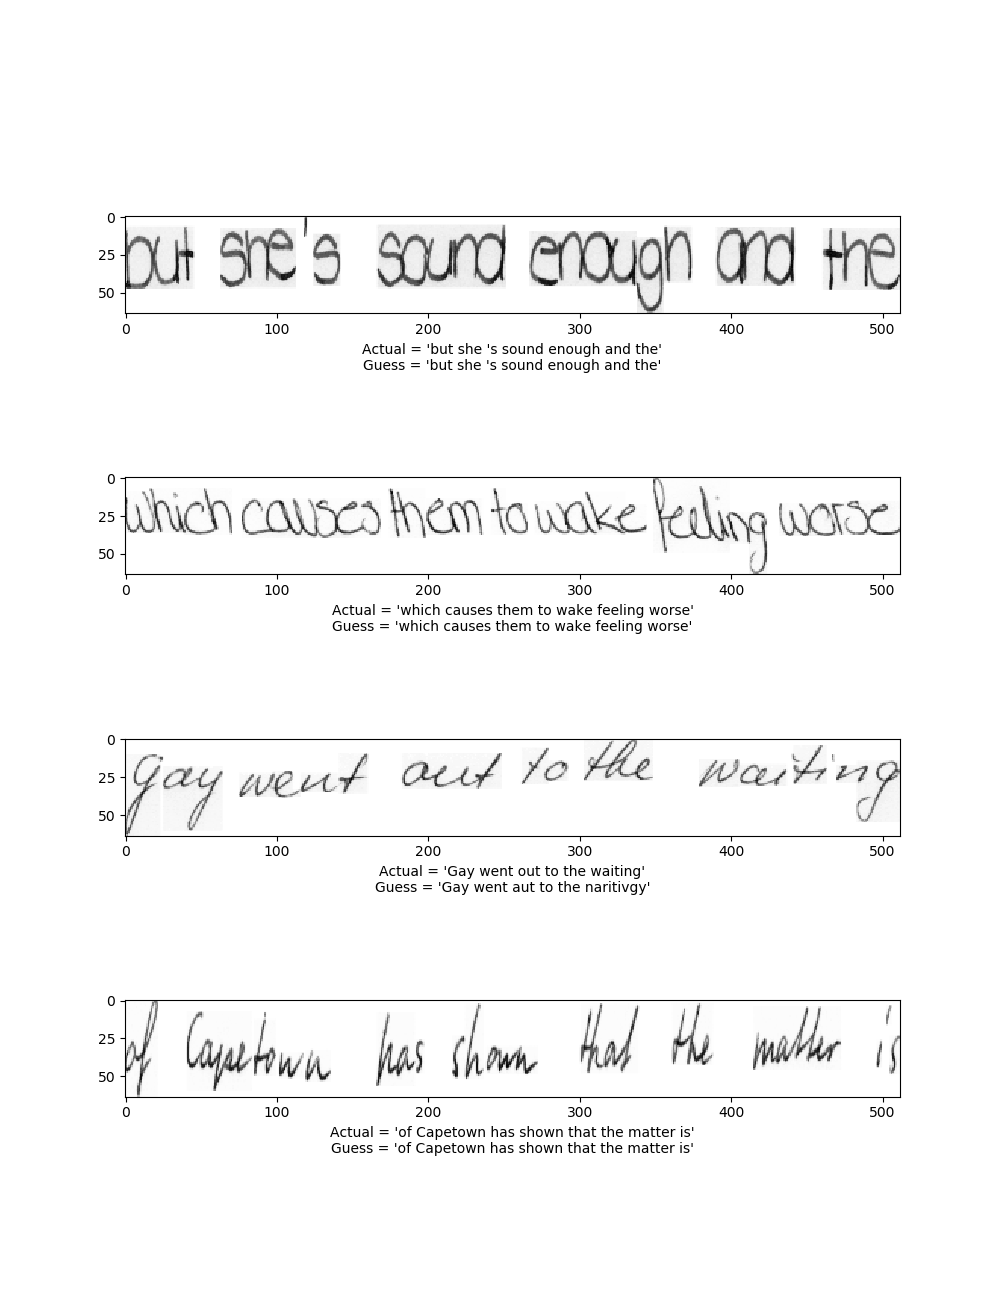 but she's sound enough and the
0
25
50
0 100 200 300 400 500
Actual = 'but she 's sound enough and the'
Guess = 'but she 's sound enough and the'
which causes them to wake feeling worse
0
25
50
0 100 200 300 400 500
Actual = 'which causes them to wake feeling worse'
Guess = 'which causes them to wake feeling worse'
Gay went out to the waiting
0
25
50
0 100 200 300 400 500
Actual = 'Gay went out to the waiting'
Guess = 'Gay went aut to the naritivgy'
of Capetown has shown that the matter is
0
25
50
0 100 200 300 400 500
Actual = 'of Capetown has shown that the matter is'
Guess = 'of Capetown has shown that the matter is'